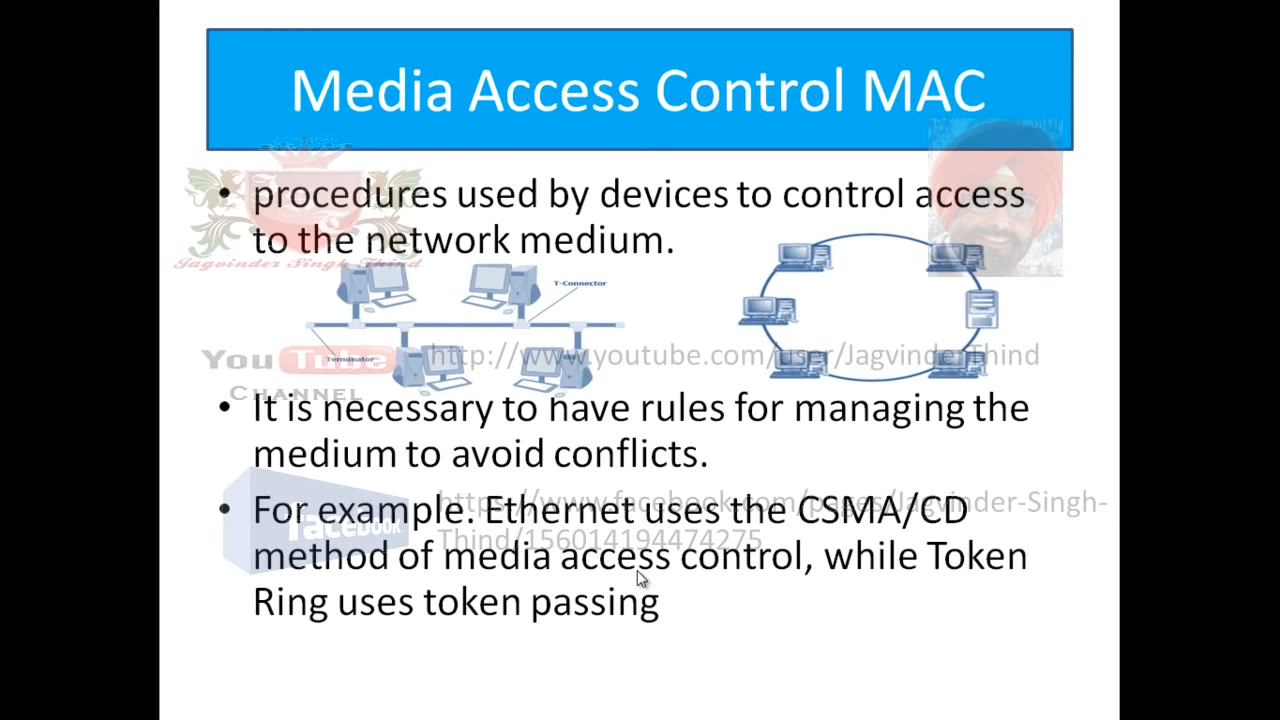 Media Access Control MAC
• procedures used by devices to control access
to the network medium.
Jagvinder Singh Thind
T-Connector
Terminator
You Tube
CHANNEL
http://www.youtube.com/user/JagvinderThind
• It is necessary to have rules for managing the
medium to avoid conflicts.
• For example. Ethernet uses the CSMA/CD
method of media access control, while Token
Ring uses token passing
facebook
https://www.facebook.com/pages/Jagvinder-Singh-
Thind/156014194474275